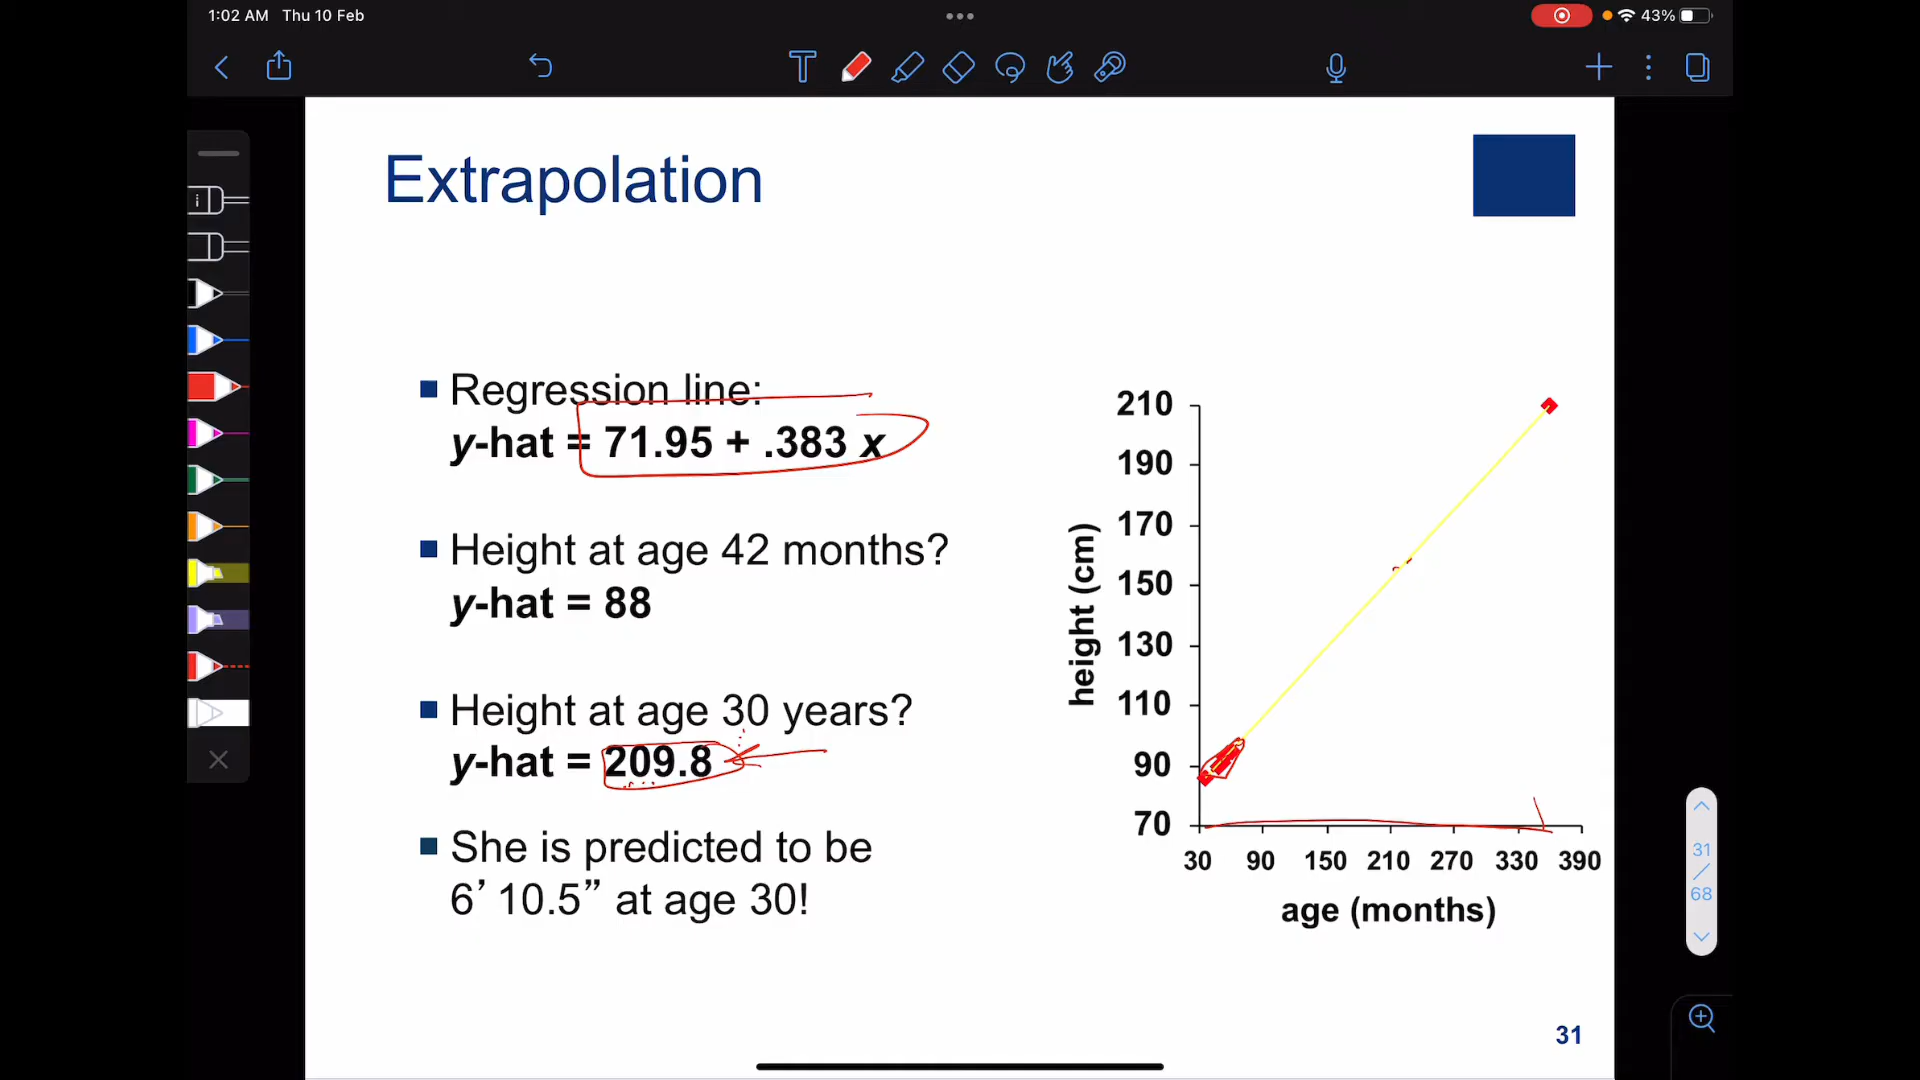 1:02 AM Thu 10 Feb
43%
T
i
Extrapolation
Regression line:
y-hat = 71.95 + .383 x
Height at age 42 months?
y-hat = 88
Height at age 30 years?
y-hat = 209.8
She is predicted to be
6’ 10.5” at age 30!
height (cm)
210
190
170
150
130
110
90
70
30 90 150 210 270 330 390
age (months)
31
/
68
31